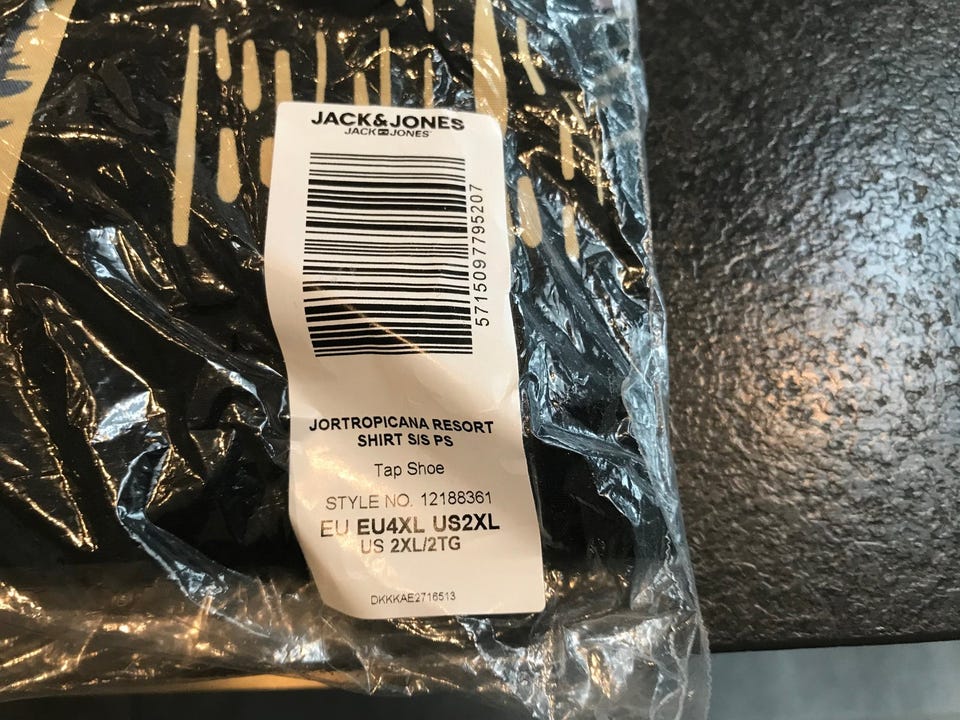 JACK&JONES
JACK JONES
5715097795207
JORTROPICANA RESORT
SHIRT S/S PS
Tap Shoe
STYLE NO. 12188361
EU EU4XL US2XL
US 2XL/2TG
DKKKAE2716513